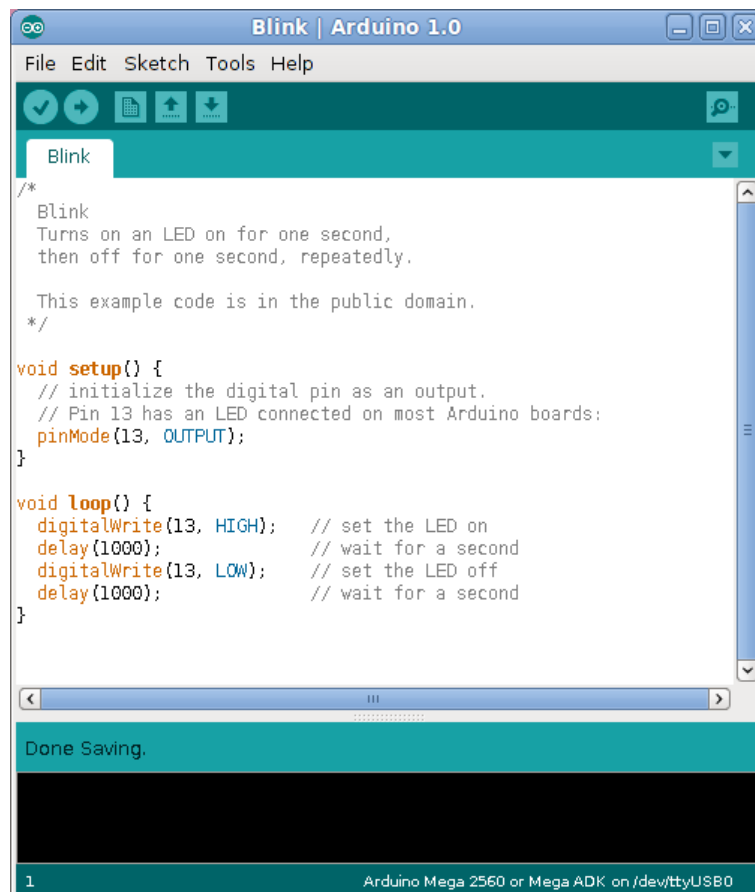 Blink | Arduino 1.0
File Edit Sketch Tools Help
Blink
/*
  Blink
  Turns on an LED on for one second,
  then off for one second, repeatedly.

  This example code is in the public domain.
 */

void setup() {
  // initialize the digital pin as an output.
  // Pin 13 has an LED connected on most Arduino boards:
  pinMode(13, OUTPUT);
}

void loop() {
  digitalWrite(13, HIGH);   // set the LED on
  delay(1000);              // wait for a second
  digitalWrite(13, LOW);    // set the LED off
  delay(1000);              // wait for a second
}
Done Saving.
1 Arduino Mega 2560 or Mega ADK on /dev/ttyUSB0